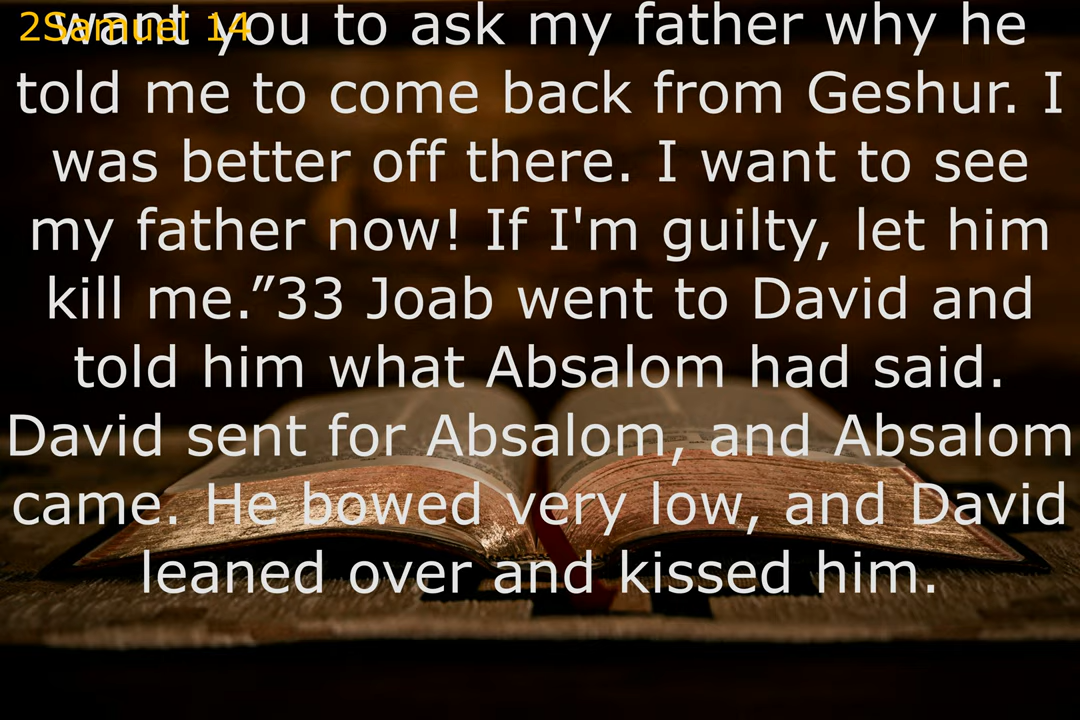 2Samuel 14
want you to ask my father why he
told me to come back from Geshur. I
was better off there. I want to see
my father now! If I'm guilty, let him
kill me.”33 Joab went to David and
told him what Absalom had said.
David sent for Absalom, and Absalom
came. He bowed very low, and David
leaned over and kissed him.